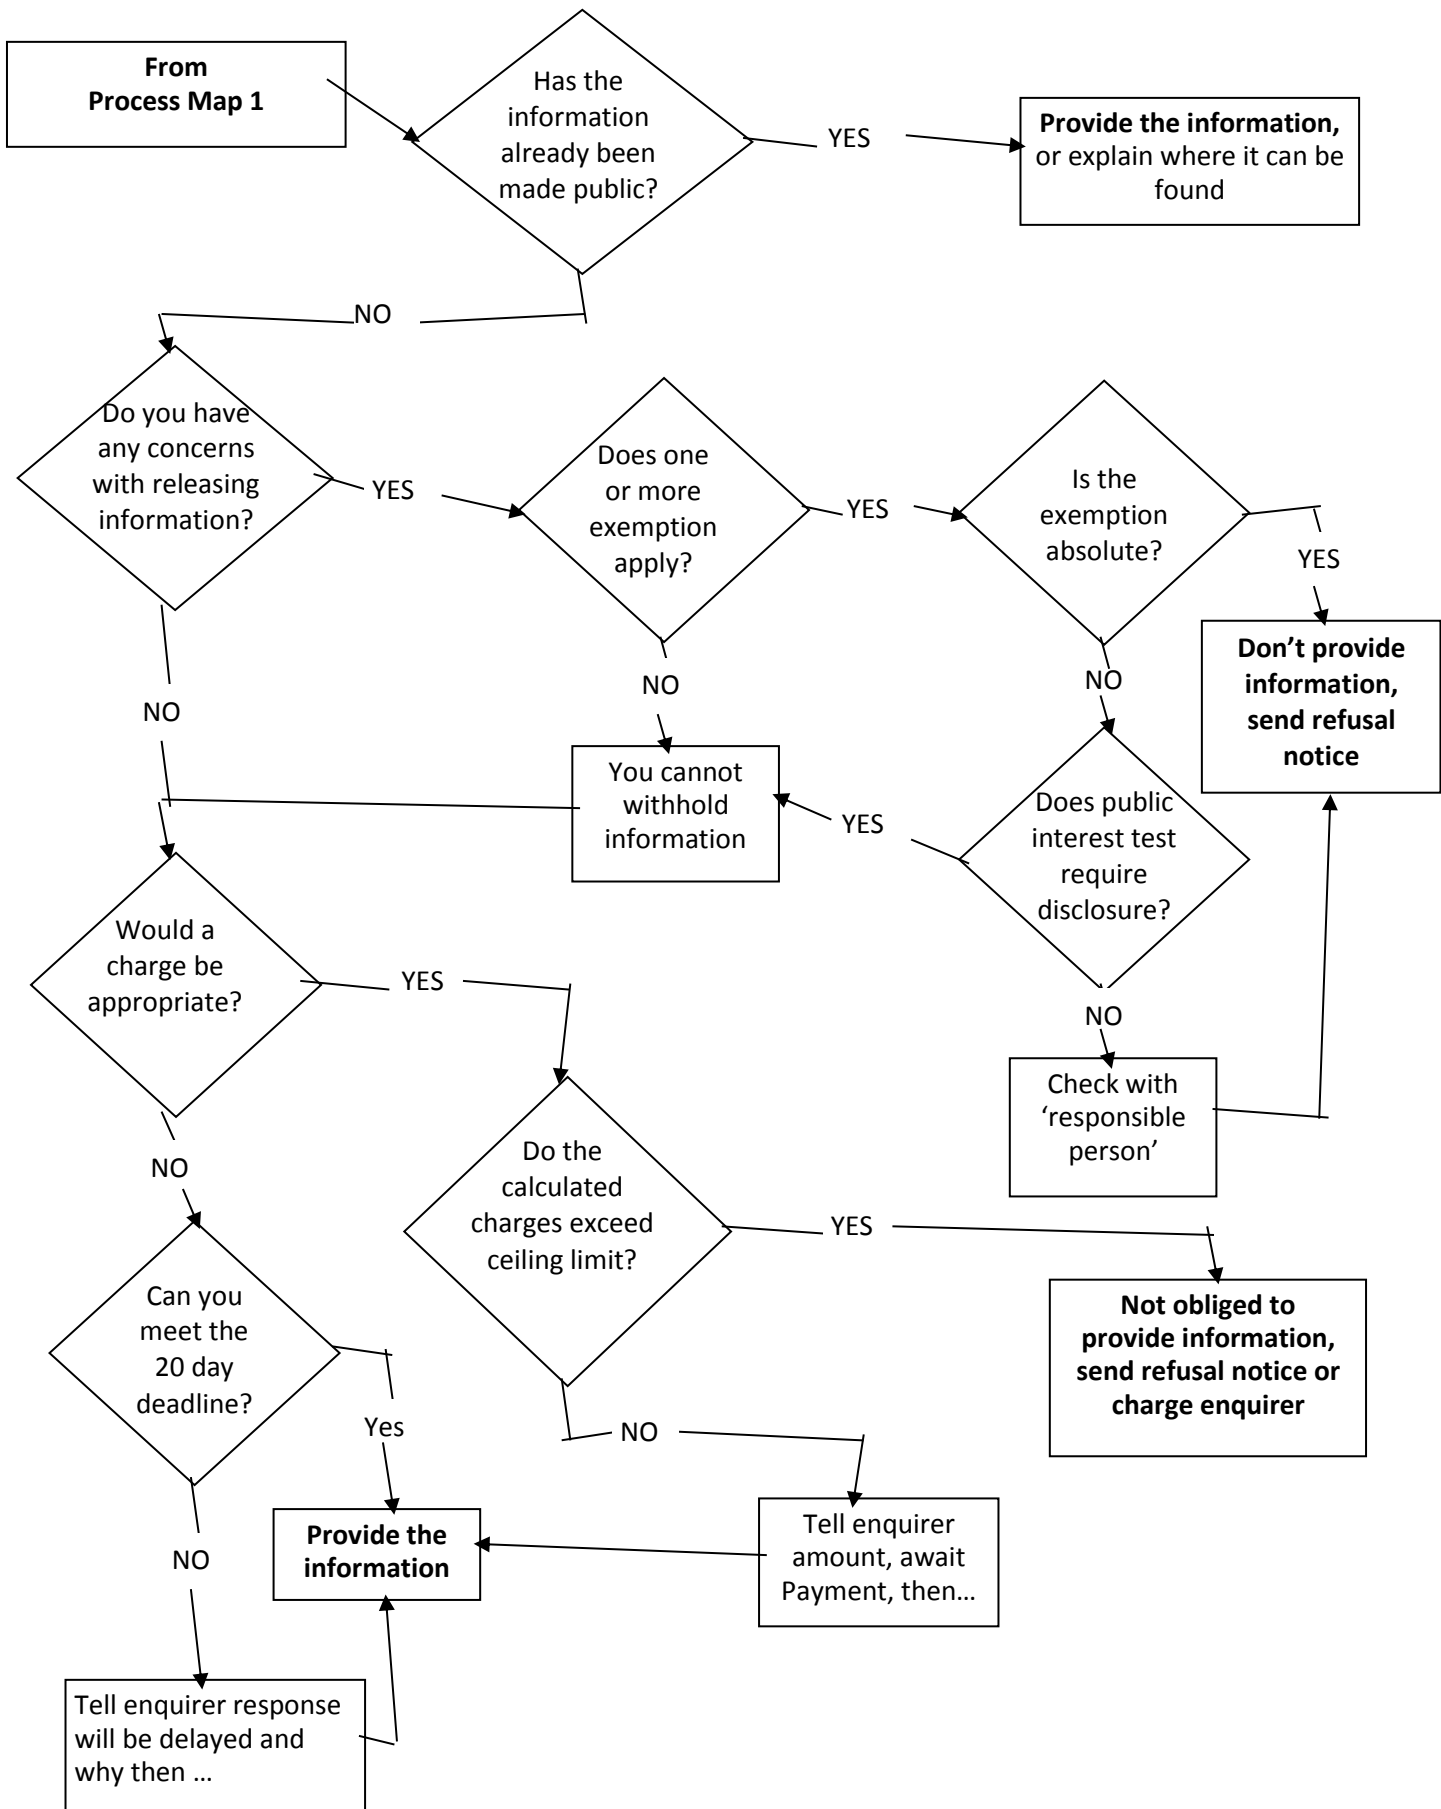 From
Process Map 1
Has the
information
already been
made public?
YES
Provide the information,
or explain where it can be
found
NO
Do you have
any concerns
with releasing
information?
YES
Does one
or more
exemption
apply?
YES
Is the
exemption
absolute?
YES
Don’t provide
information,
send refusal
notice
NO
NO
NO
You cannot
withhold
information
YES
Does public
interest test
require
disclosure?
Would a
charge be
appropriate?
YES
NO
Check with
‘responsible
person’
NO
Do the
calculated
charges exceed
ceiling limit?
YES
Not obliged to
provide information,
send refusal notice or
charge enquirer
Can you
meet the
20 day
deadline?
Yes
NO
NO
Provide the
information
Tell enquirer
amount, await
Payment, then…
Tell enquirer response
will be delayed and
why then …